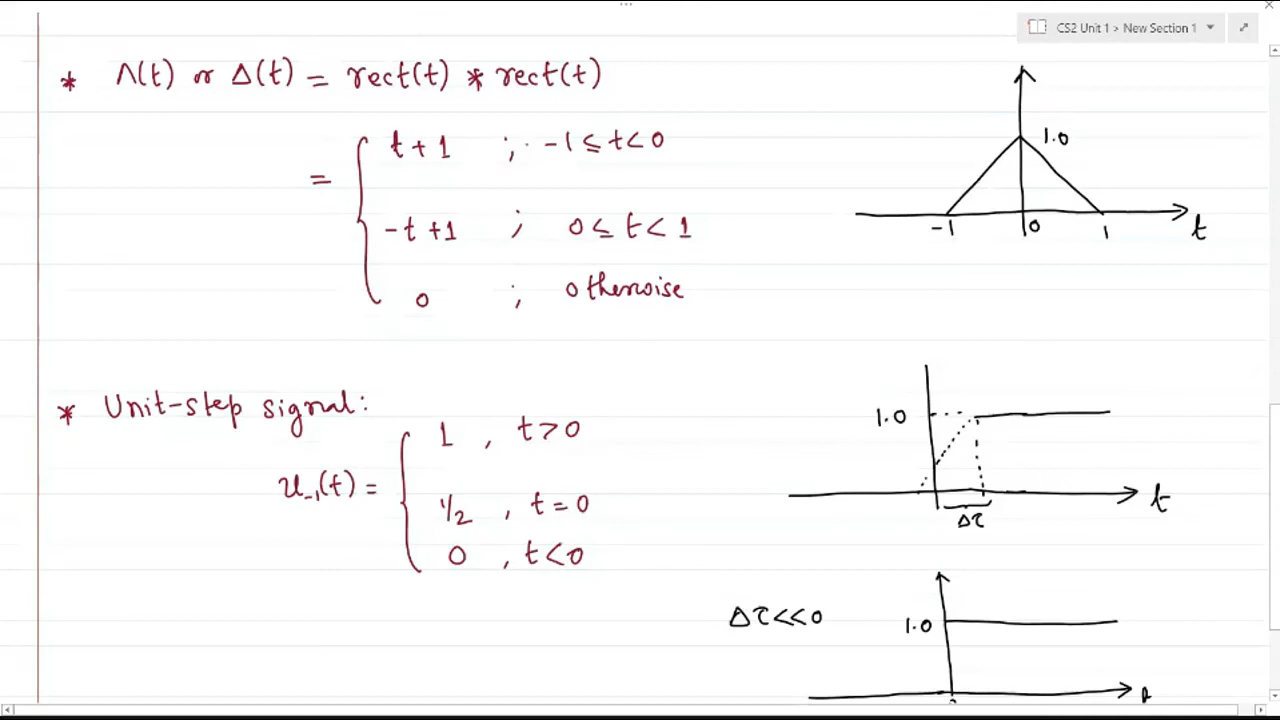 CS2 Unit 1 > New Section 1
* Λ(t) or Δ(t) = rect(t) * rect(t)
= { t+1 ; -1 ≤ t < 0
-t+1 ; 0 ≤ t < 1
0 ; otherwise
1.0
-1 0 1 t
* Unit-step signal:
u₋₁(t) = { 1 , t > 0
1/2 , t = 0
0 , t < 0
1.0
t
Δτ
Δτ << 0
1.0